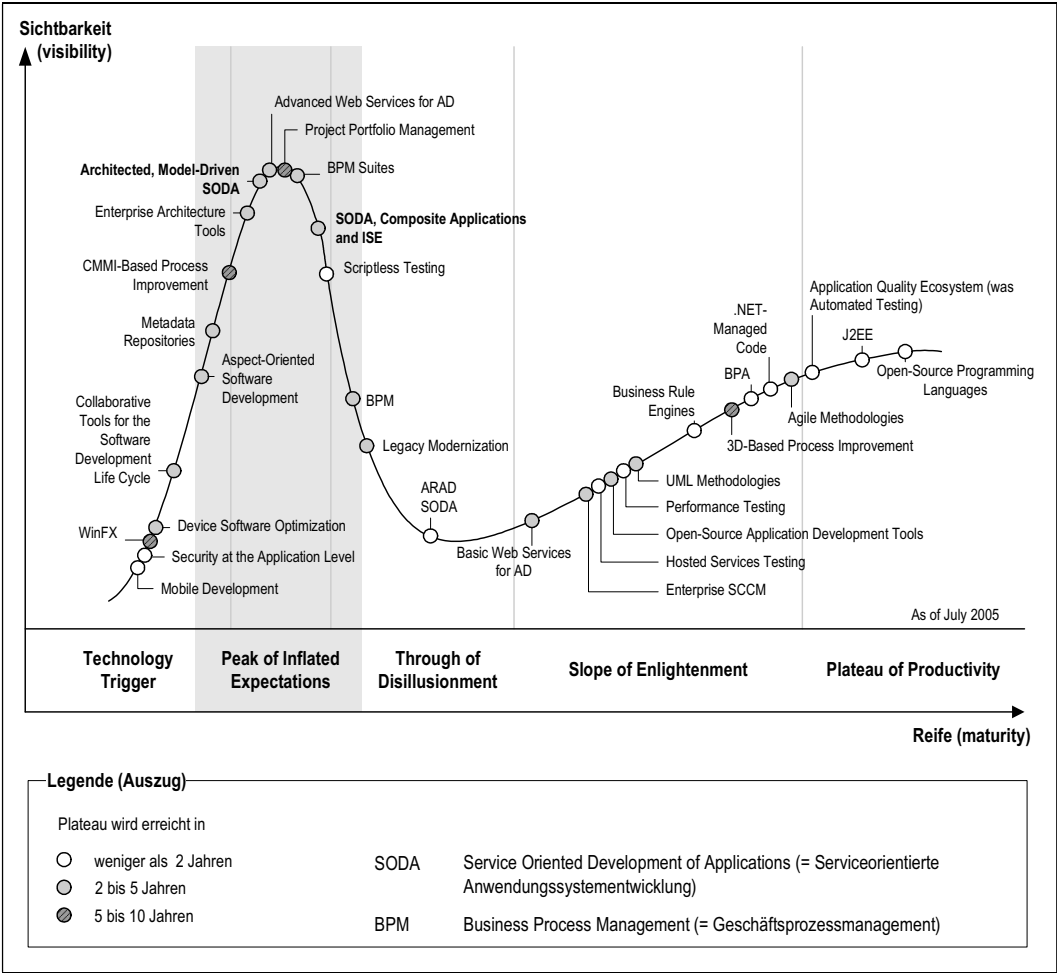 Sichtbarkeit
(visibility)
Advanced Web Services for AD
Project Portfolio Management
BPM Suites
Architected, Model-Driven
SODA
Enterprise Architecture
Tools
SODA, Composite Applications
and ISE
CMMI-Based Process
Improvement
Scriptless Testing
Metadata
Repositories
Aspect-Oriented
Software
Development
Collaborative
Tools for the
Software
Development
Life Cycle
BPM
Legacy Modernization
WinFX
Device Software Optimization
Security at the Application Level
Mobile Development
ARAD
SODA
Basic Web Services
for AD
Business Rule
Engines
BPA
.NET-
Managed
Code
Application Quality Ecosystem (was
Automated Testing)
J2EE
Open-Source Programming
Languages
Agile Methodologies
3D-Based Process Improvement
UML Methodologies
Performance Testing
Open-Source Application Development Tools
Hosted Services Testing
Enterprise SCCM
As of July 2005
Technology
Trigger
Peak of Inflated
Expectations
Through of
Disillusionment
Slope of Enlightenment
Plateau of Productivity
Reife (maturity)
Legende (Auszug)
Plateau wird erreicht in
weniger als 2 Jahren
2 bis 5 Jahren
5 bis 10 Jahren
SODA Service Oriented Development of Applications (= Serviceorientierte
Anwendungssystementwicklung)
BPM Business Process Management (= Geschäftsprozessmanagement)